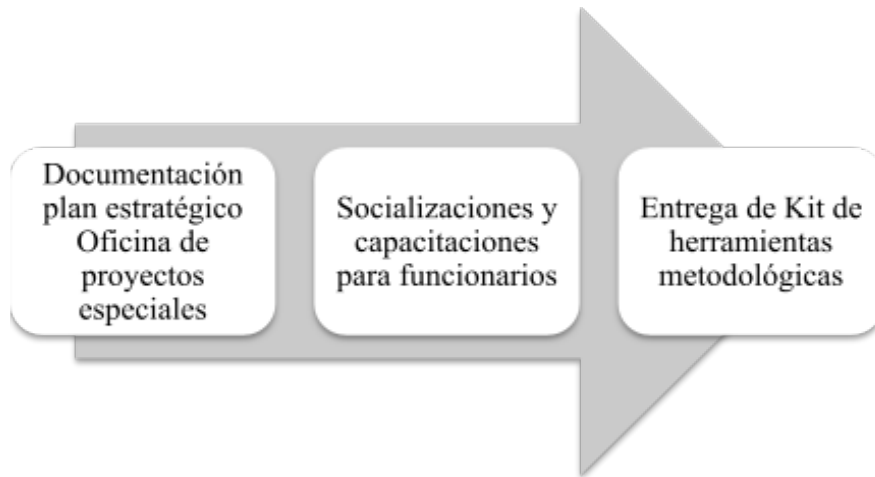 Documentación
plan estratégico
Oficina de
proyectos
especiales
Socializaciones y
capacitaciones
para funcionarios
Entrega de Kit de
herramientas
metodológicas